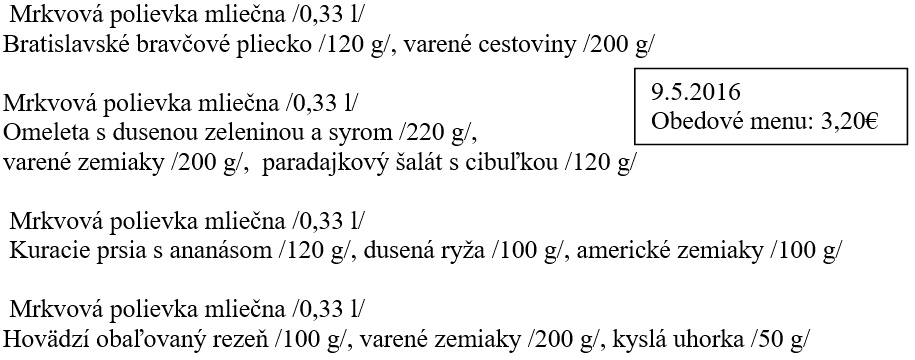 Mrkvová polievka mliečna /0,33 l/
Bratislavské bravčové pliecko /120 g/, varené cestoviny /200 g/
9.5.2016
Obedové menu: 3,20€
Mrkvová polievka mliečna /0,33 l/
Omeleta s dusenou zeleninou a syrom /220 g/,
varené zemiaky /200 g/, paradajkový šalát s cibuľkou /120 g/
Mrkvová polievka mliečna /0,33 l/
Kuracie prsia s ananásom /120 g/, dusená ryža /100 g/, americké zemiaky /100 g/
Mrkvová polievka mliečna /0,33 l/
Hovädzí obaľovaný rezeň /100 g/, varené zemiaky /200 g/, kyslá uhorka /50 g/